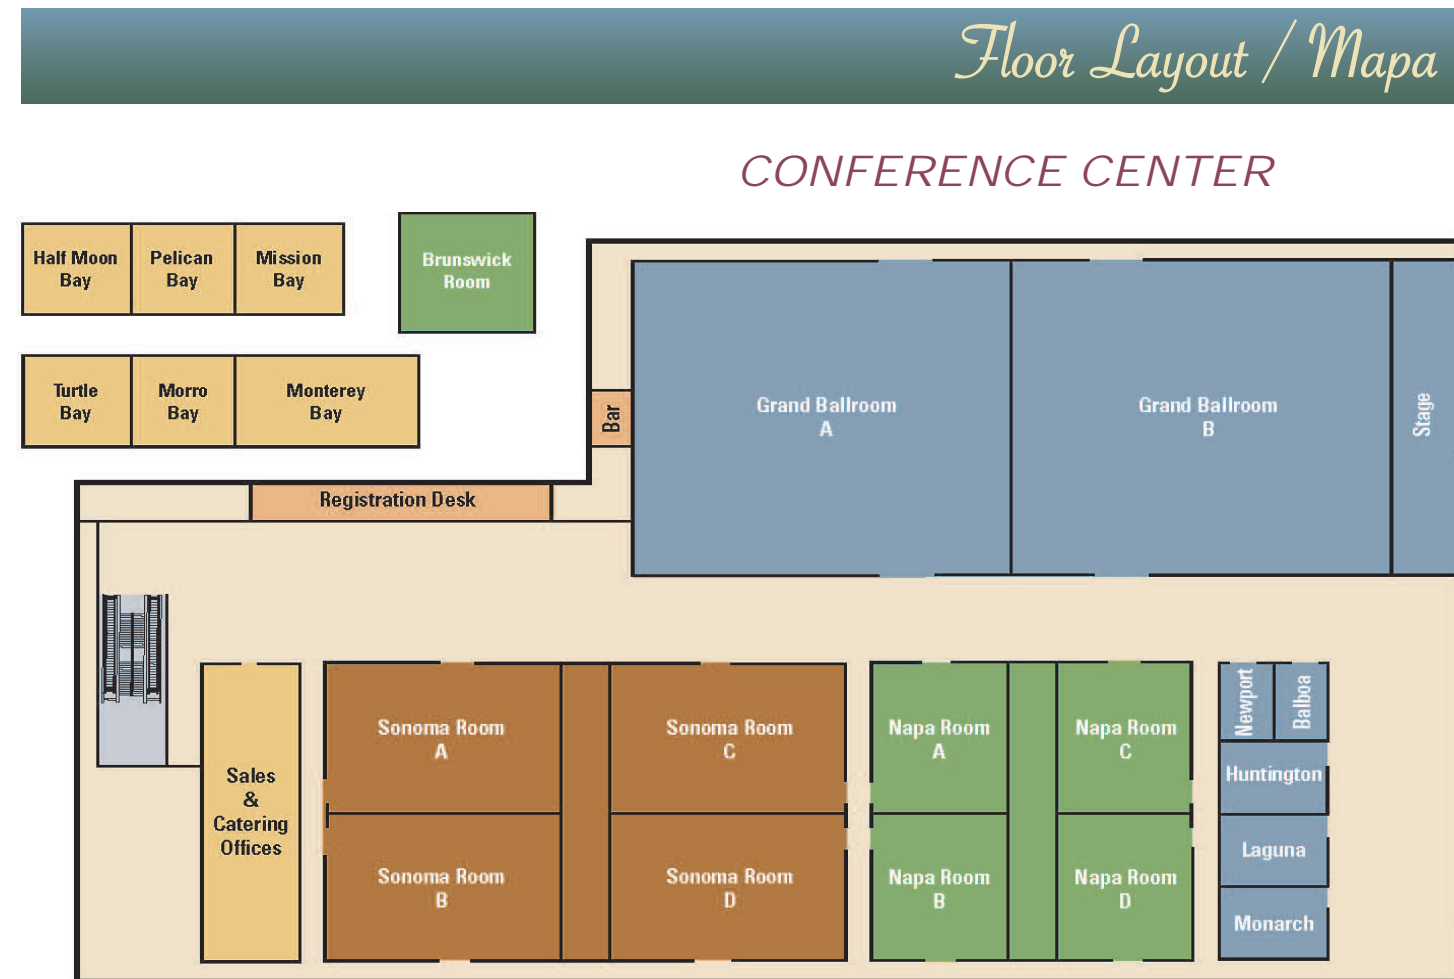 Floor Layout / Mapa
CONFERENCE CENTER
Half Moon
Bay
Pelican
Bay
Mission
Bay
Brunswick
Room
Turtle
Bay
Morro
Bay
Monterey
Bay
Bar
Grand Ballroom
A
Grand Ballroom
B
Stage
Registration Desk
Sales
&
Catering
Offices
Sonoma Room
A
Sonoma Room
C
Napa Room
A
Napa Room
C
Newport
Balboa
Huntington
Laguna
Sonoma Room
B
Sonoma Room
D
Napa Room
B
Napa Room
D
Monarch